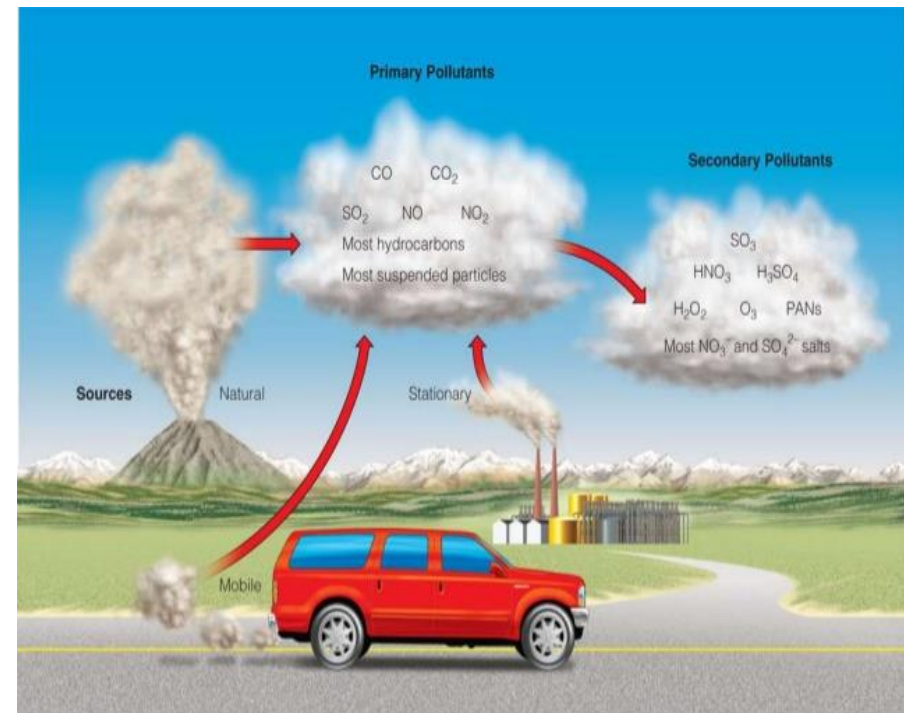 Primary Pollutants
CO CO₂
SO₂ NO NO₂
Most hydrocarbons
Most suspended particles
Secondary Pollutants
SO₃
HNO₃ H₂SO₄
H₂O₂ O₃ PANs
Most NO₃⁻ and SO₄²⁻ salts
Sources Natural
Stationary
Mobile